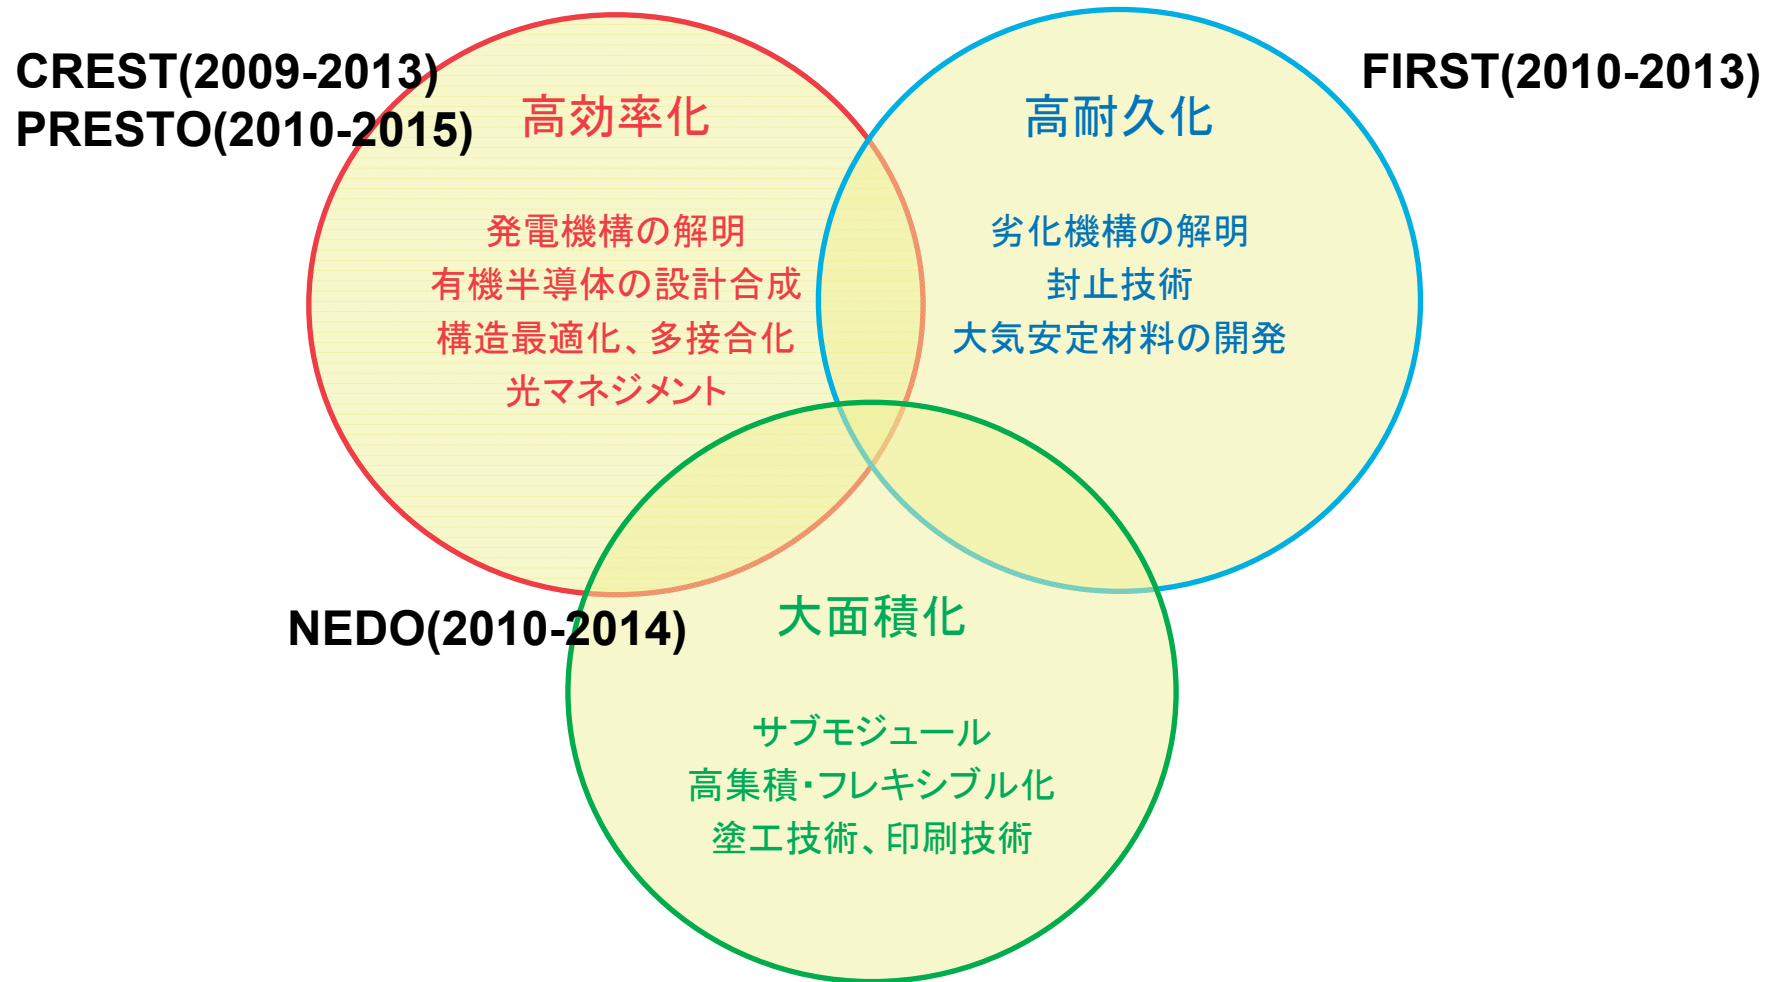 CREST(2009-2013)
PRESTO(2010-2015)
高効率化
発電機構の解明
有機半導体の設計合成
構造最適化、多接合化
光マネジメント
FIRST(2010-2013)
高耐久化
劣化機構の解明
封止技術
大気安定材料の開発
NEDO(2010-2014)
大面積化
サブモジュール
高集積・フレキシブル化
塗工技術、印刷技術